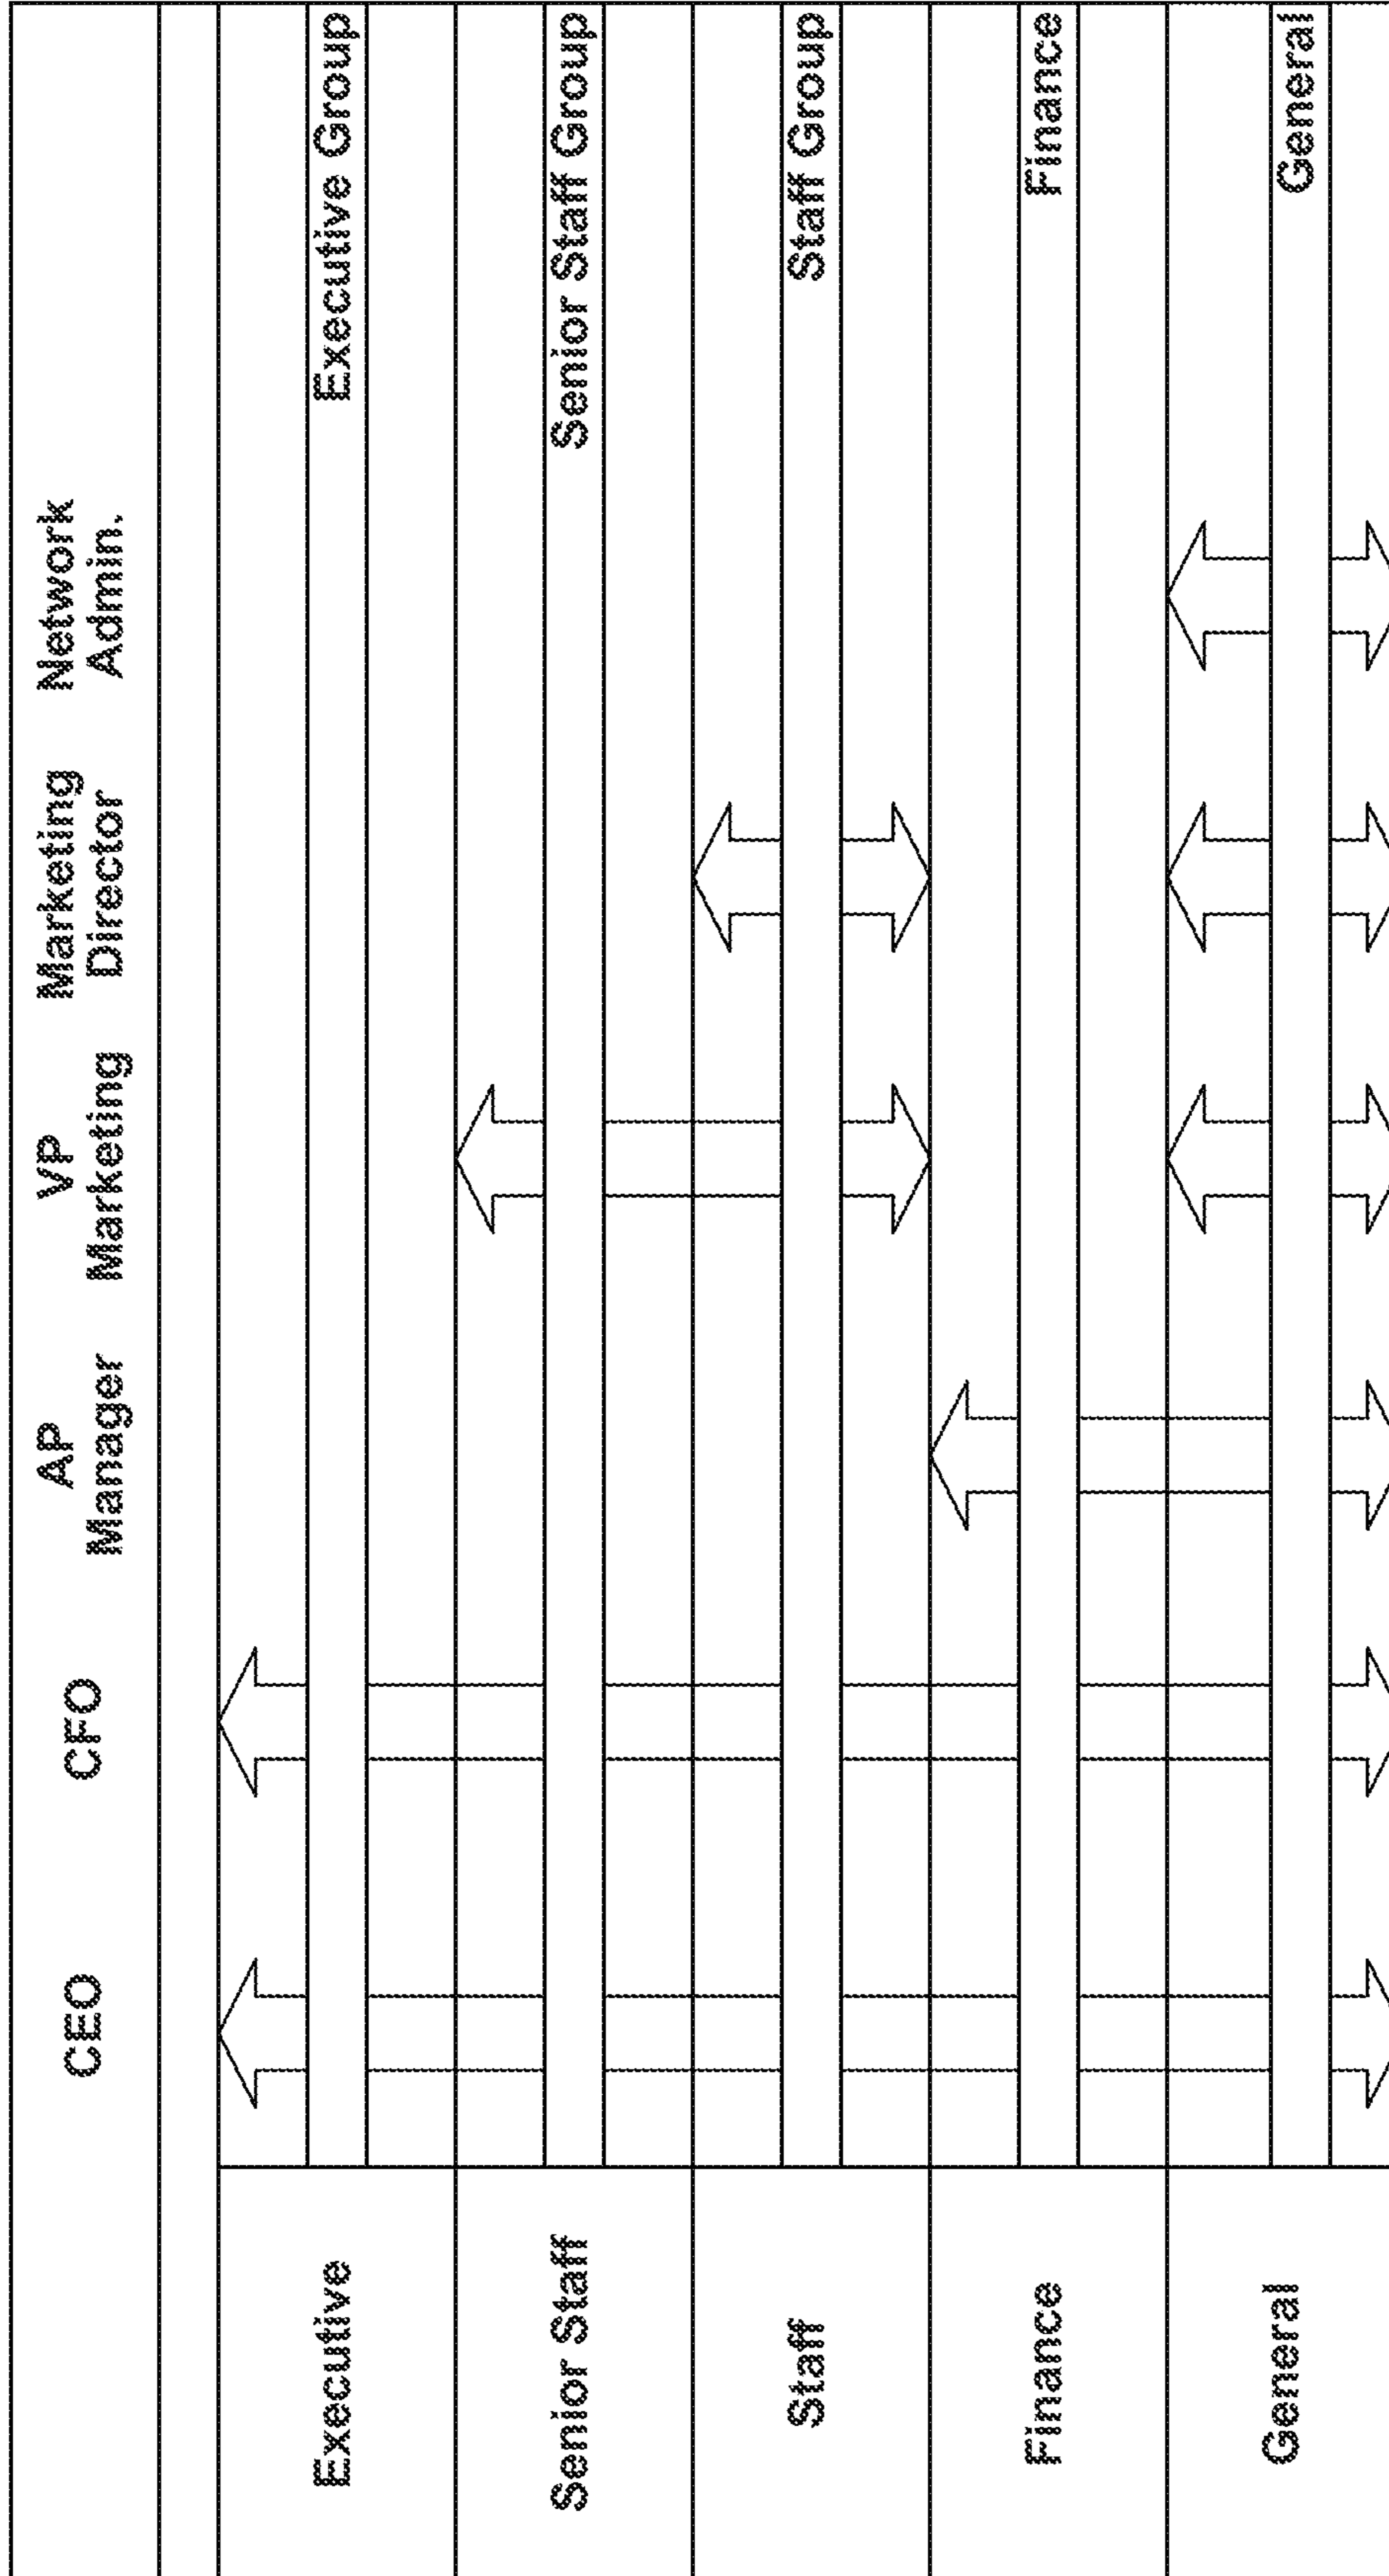 CEO
CFO
AP
Manager
VP
Marketing
Marketing
Director
Network
Admin.
Executive
Executive Group
Senior Staff
Senior Staff Group
Staff
Staff Group
Finance
Finance
General
General